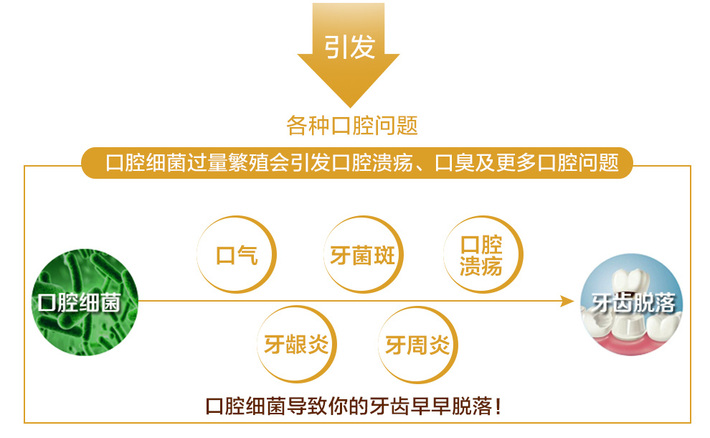 引发
各种口腔问题
口腔细菌过量繁殖会引发口腔溃疡、口臭及更多口腔问题
口气
牙菌斑
口腔
溃疡
口腔细菌
牙齿脱落
牙龈炎
牙周炎
口腔细菌导致你的牙齿早早脱落！